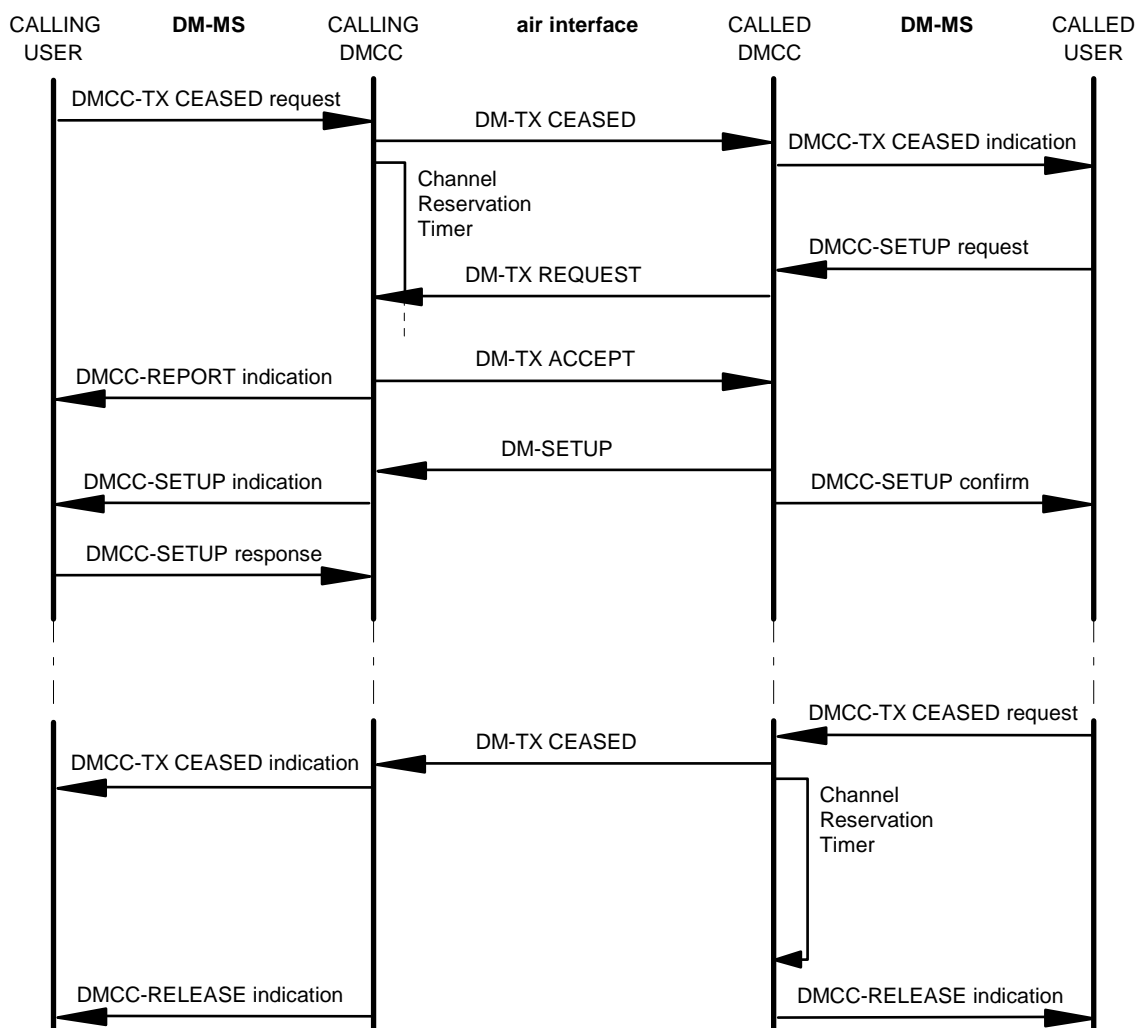 CALLING
USER
DM-MS
CALLING
DMCC
air interface
CALLED
DMCC
DM-MS
CALLED
USER
DMCC-TX CEASED request
DM-TX CEASED
DMCC-TX CEASED indication
Channel
Reservation
Timer
DMCC-SETUP request
DM-TX REQUEST
DM-TX ACCEPT
DMCC-REPORT indication
DM-SETUP
DMCC-SETUP indication
DMCC-SETUP confirm
DMCC-SETUP response
DMCC-TX CEASED request
DM-TX CEASED
DMCC-TX CEASED indication
Channel
Reservation
Timer
DMCC-RELEASE indication
DMCC-RELEASE indication